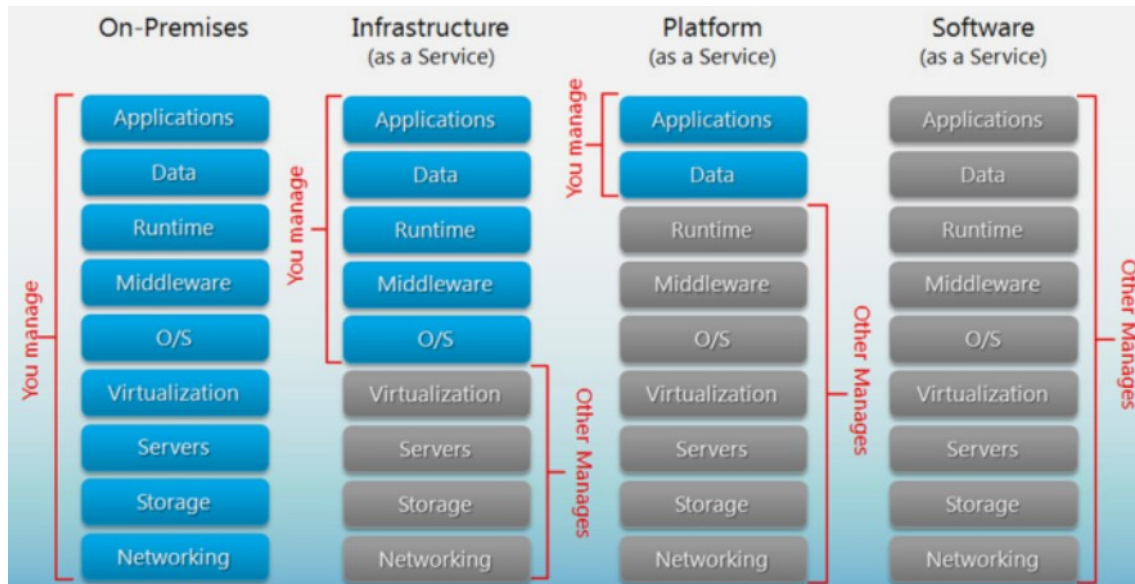 On-Premises
You manage
Applications
Data
Runtime
Middleware
O/S
Virtualization
Servers
Storage
Networking
Infrastructure
(as a Service)
You manage
Applications
Data
Runtime
Middleware
O/S
Virtualization
Servers
Storage
Networking
Other Manages
Platform
(as a Service)
You manage
Applications
Data
Runtime
Middleware
O/S
Virtualization
Servers
Storage
Networking
Other Manages
Software
(as a Service)
Applications
Data
Runtime
Middleware
O/S
Virtualization
Servers
Storage
Networking
Other Manages